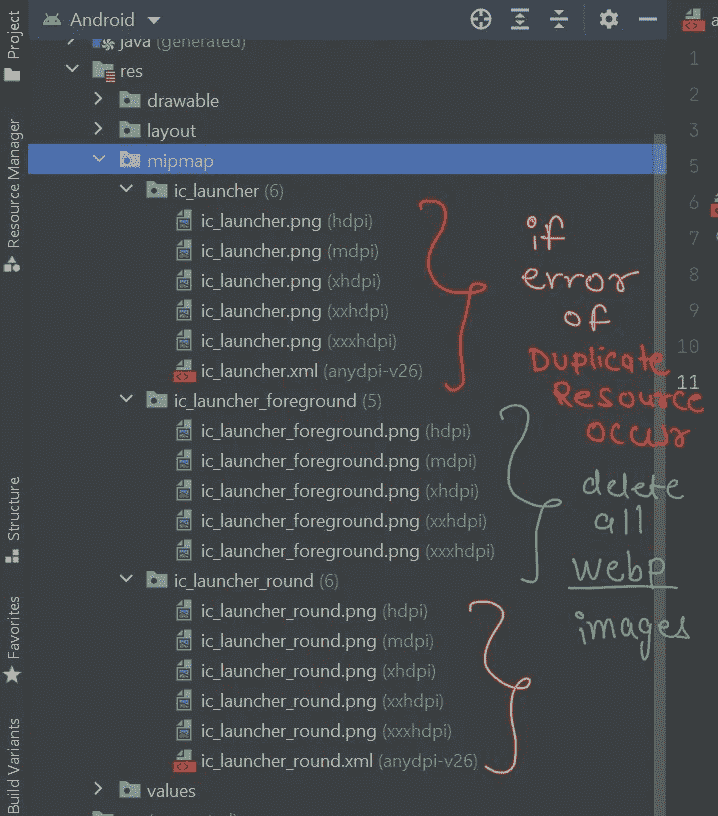 Project
Resource Manager
Structure
Favorites
Build Variants
Android
java (generated)
res
drawable
layout
mipmap
ic_launcher (6)
ic_launcher.png (hdpi)
ic_launcher.png (mdpi)
ic_launcher.png (xhdpi)
ic_launcher.png (xxhdpi)
ic_launcher.png (xxxhdpi)
ic_launcher.xml (anydpi-v26)
ic_launcher_foreground (5)
ic_launcher_foreground.png (hdpi)
ic_launcher_foreground.png (mdpi)
ic_launcher_foreground.png (xhdpi)
ic_launcher_foreground.png (xxhdpi)
ic_launcher_foreground.png (xxxhdpi)
ic_launcher_round (6)
ic_launcher_round.png (hdpi)
ic_launcher_round.png (mdpi)
ic_launcher_round.png (xhdpi)
ic_launcher_round.png (xxhdpi)
ic_launcher_round.png (xxxhdpi)
ic_launcher_round.xml (anydpi-v26)
values
if
error
of
Duplicate
Resource
occur
delete
all
webp
images
a
1
2
3
5
6
7
8
9
10
11